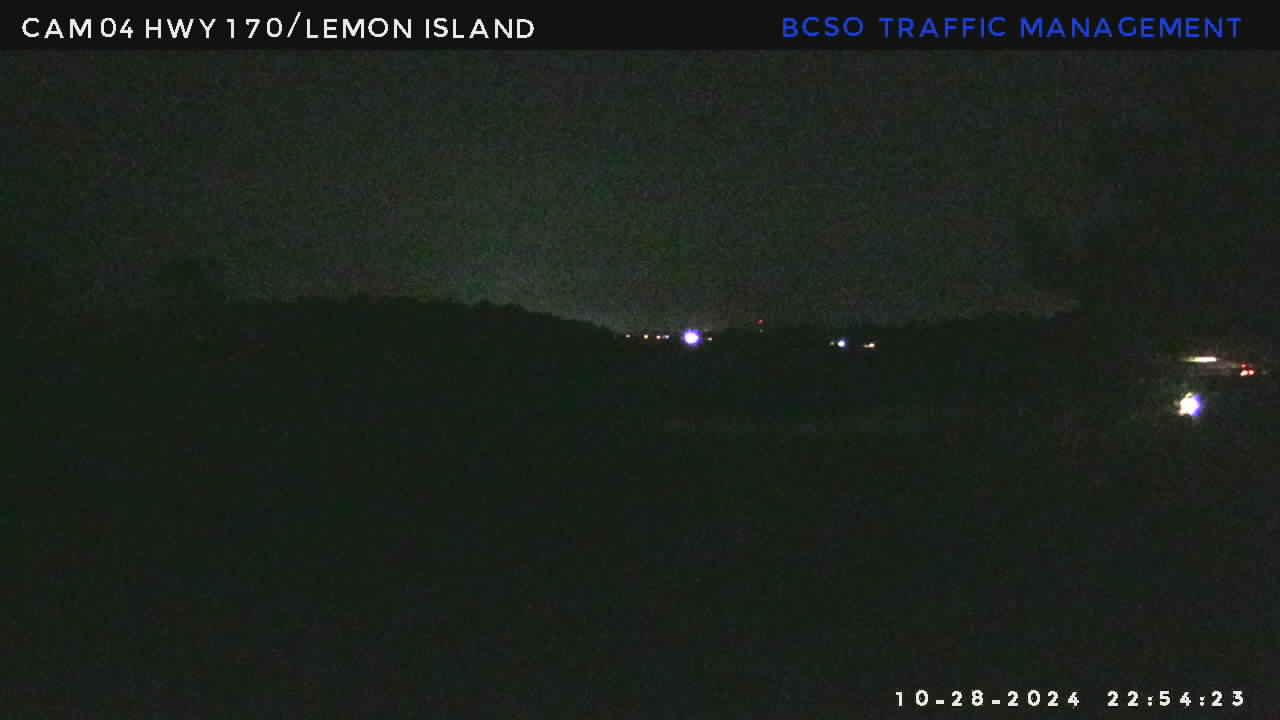 CAM04 HWY 170/LEMON ISLAND
BCSO TRAFFIC MANAGEMENT
10-28-2024 22:54:23